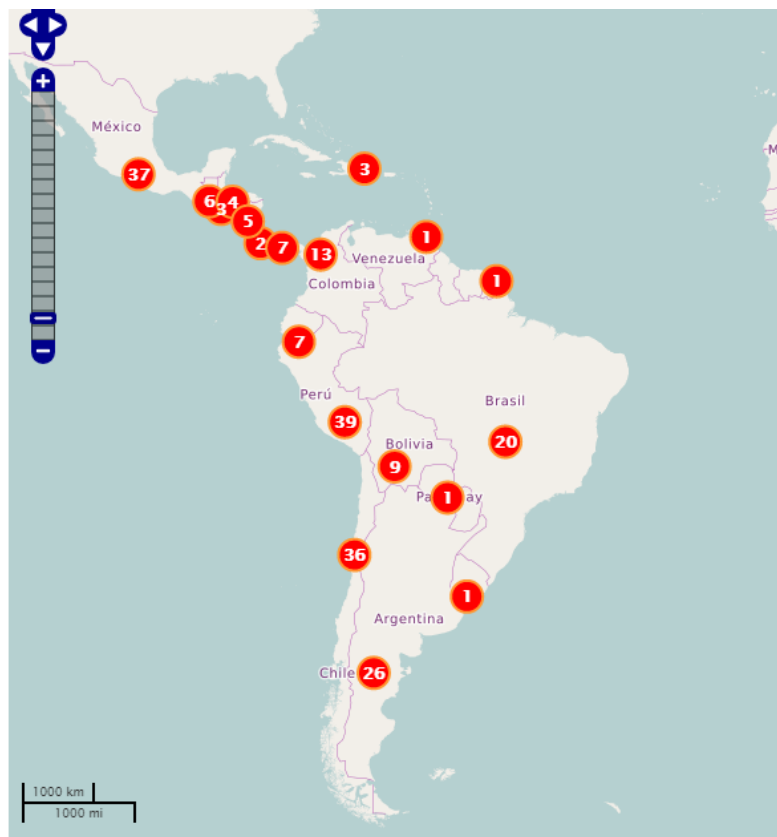 +
México
37
3
6
4
3
5
2
7
13
1
Venezuela
Colombia
1
7
Perú
39
Brasil
20
Bolivia
9
1
36
1
Argentina
Chile
26
M
−
1000 km
1000 mi